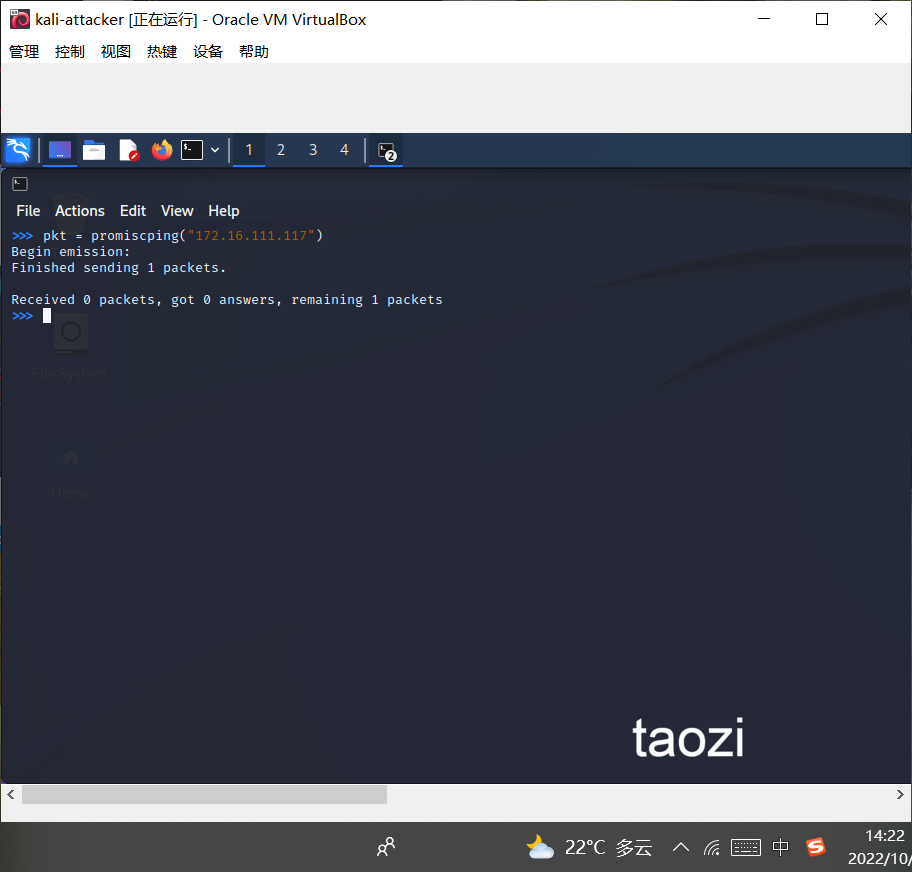 kali-attacker [正在运行] - Oracle VM VirtualBox
管理 控制 视图 热键 设备 帮助
1 2 3 4 2
File Actions Edit View Help
>>> pkt = promiscping("172.16.111.117")
Begin emission:
Finished sending 1 packets.
Received 0 packets, got 0 answers, remaining 1 packets
>>>
File System
Home
taozi
22°C 多云 中 S 14:22
2022/10/